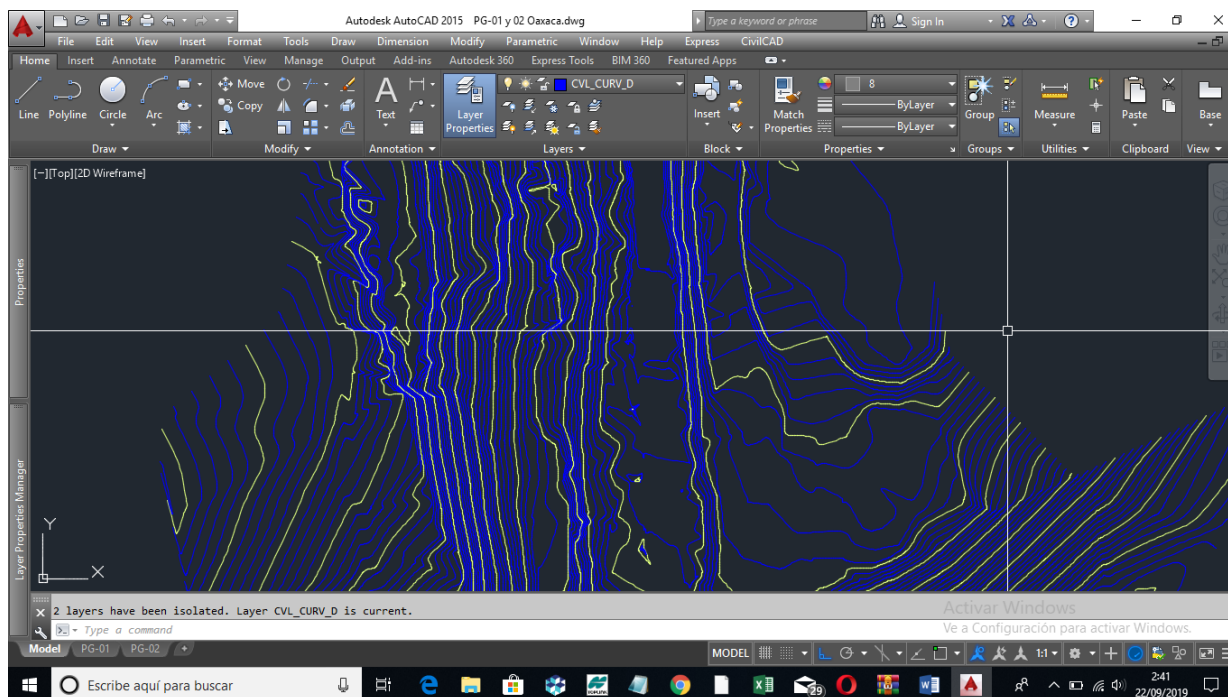 Autodesk AutoCAD 2015 PG-01 y 02 Oaxaca.dwg
Type a keyword or phrase
Sign In
File Edit View Insert Format Tools Draw Dimension Modify Parametric Window Help Express CivilCAD
Home Insert Annotate Parametric View Manage Output Add-ins Autodesk 360 Express Tools BIM 360 Featured Apps
CVL_CURV_D
8
Move
ByLayer
Copy
Line Polyline Circle Arc
Text
Layer Properties
Insert
Match Properties
ByLayer
Group
Measure
Paste
Base
Draw Modify Annotation Layers Block Properties Groups Utilities Clipboard View
[−][Top][2D Wireframe]
Properties
Layer Properties Manager
Y
X
2 layers have been isolated. Layer CVL_CURV_D is current.
Type a command
Activar Windows
Ve a Configuración para activar Windows.
Model PG-01 PG-02 +
MODEL
1:1
Escribe aquí para buscar
29
2:41
22/09/2019